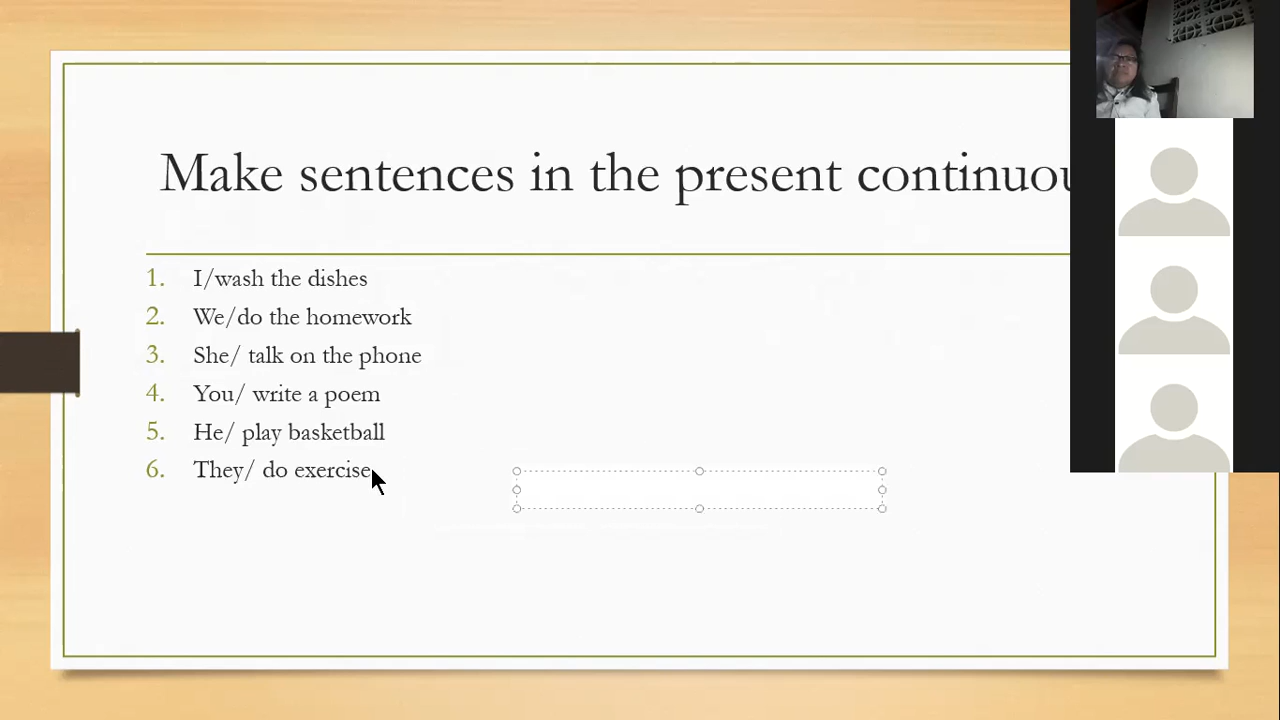 Make sentences in the present continuou
1. I/wash the dishes
2. We/do the homework
3. She/ talk on the phone
4. You/ write a poem
5. He/ play basketball
6. They/ do exercise